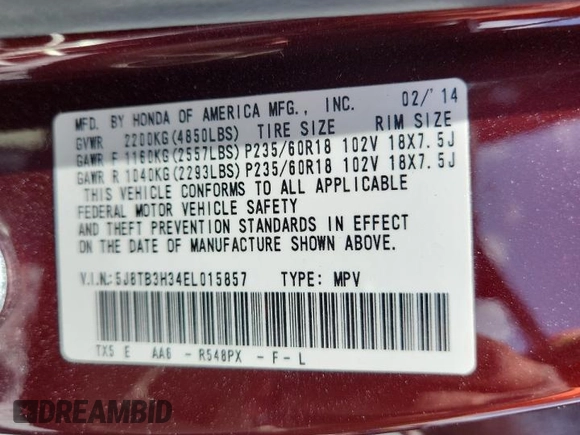 MFD. BY HONDA OF AMERICA MFG., INC. 02/'14
GVWR 2200KG(4850LBS) TIRE SIZE RIM SIZE
GAWR F 1160KG(2557LBS)P235/60R18 102V 18X7.5J
GAWR R 1040KG(2293LBS)P235/60R18 102V 18X7.5J
THIS VEHICLE CONFORMS TO ALL APPLICABLE
FEDERAL MOTOR VEHICLE SAFETY
AND THEFT PREVENTION STANDARDS IN EFFECT
ON THE DATE OF MANUFACTURE SHOWN ABOVE.
V.I.N.:5J8TB3H34EL015857 TYPE: MPV
TX5 E AA6 - R548PX - F - L
DREAMBID